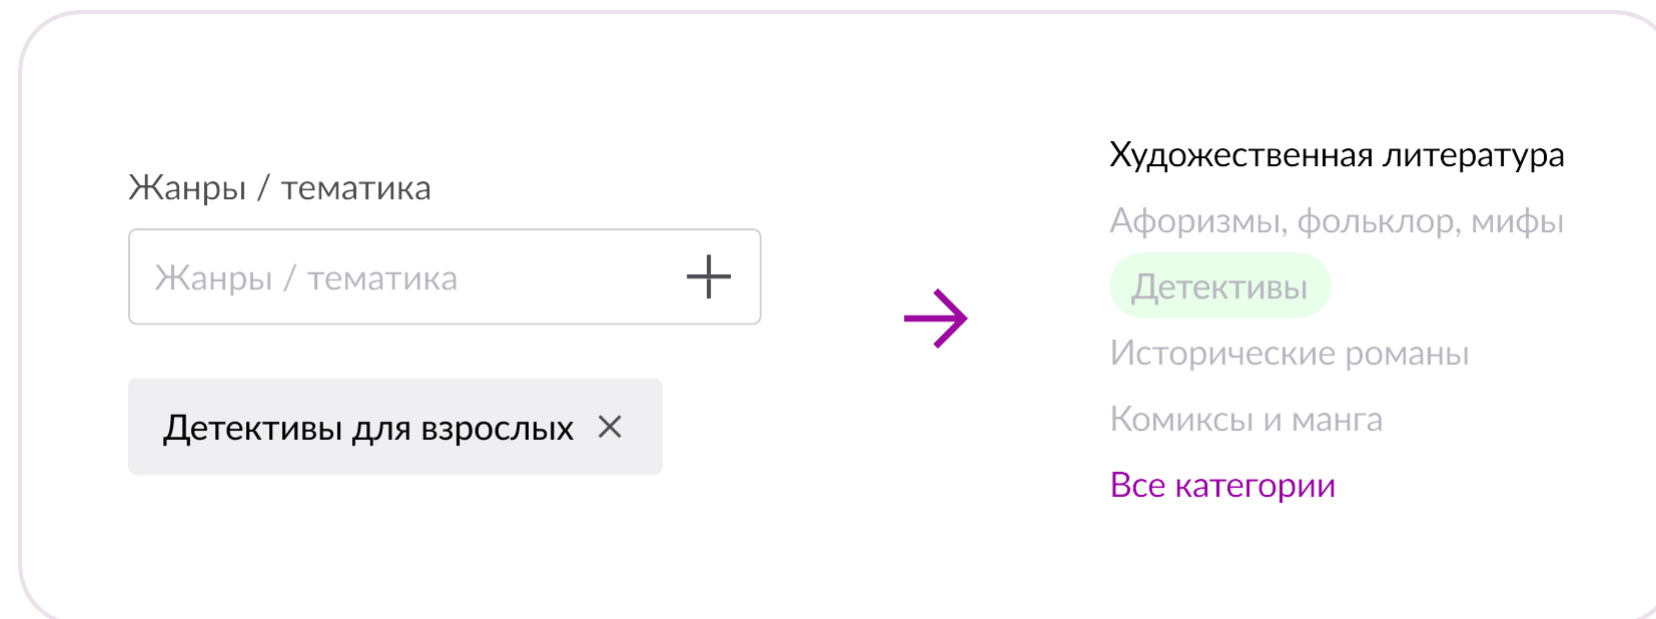 Жанры / тематика
Жанры / тематика
Детективы для взрослых
Художественная литература
Афоризмы, фольклор, мифы
Детективы
Исторические романы
Комиксы и манга
Все категории